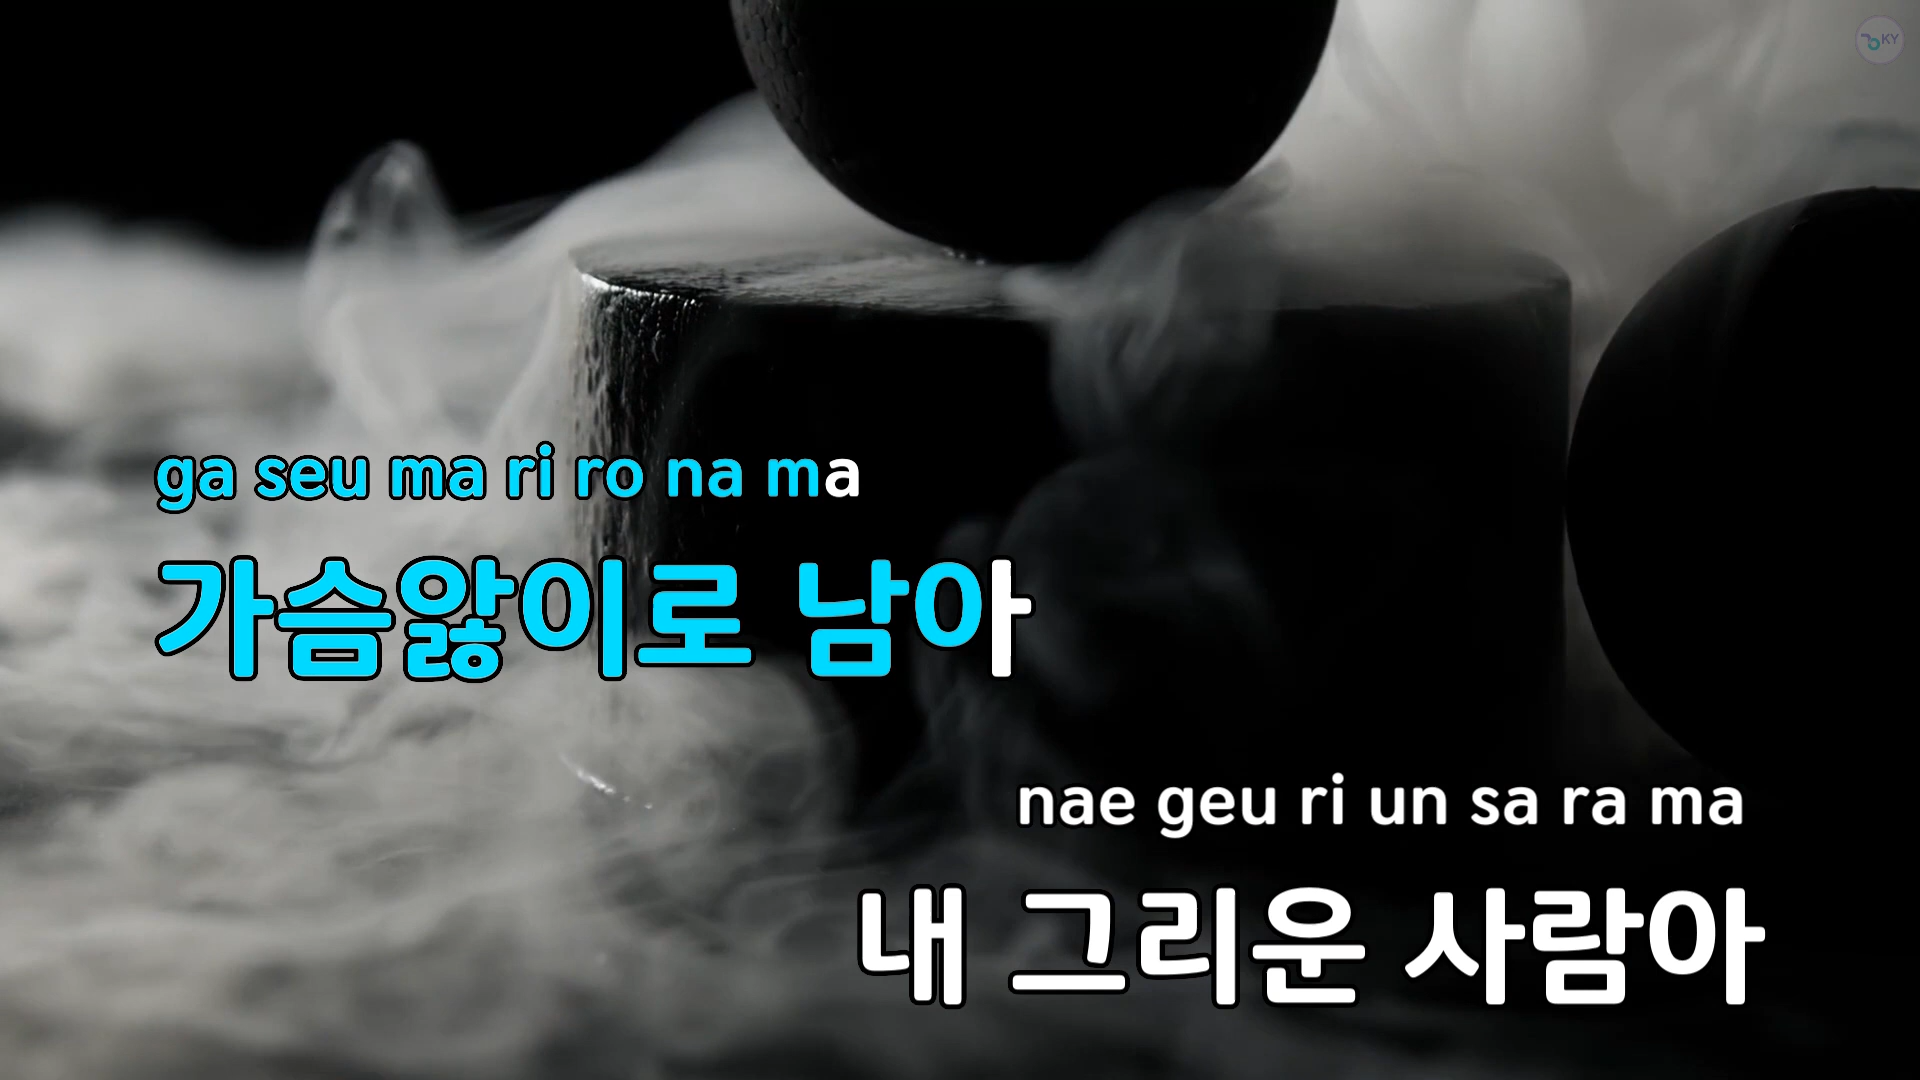 KY
ga seu ma ri ro na ma
가슴앓이로 남아
nae geu ri un sa ra ma
내 그리운 사람아